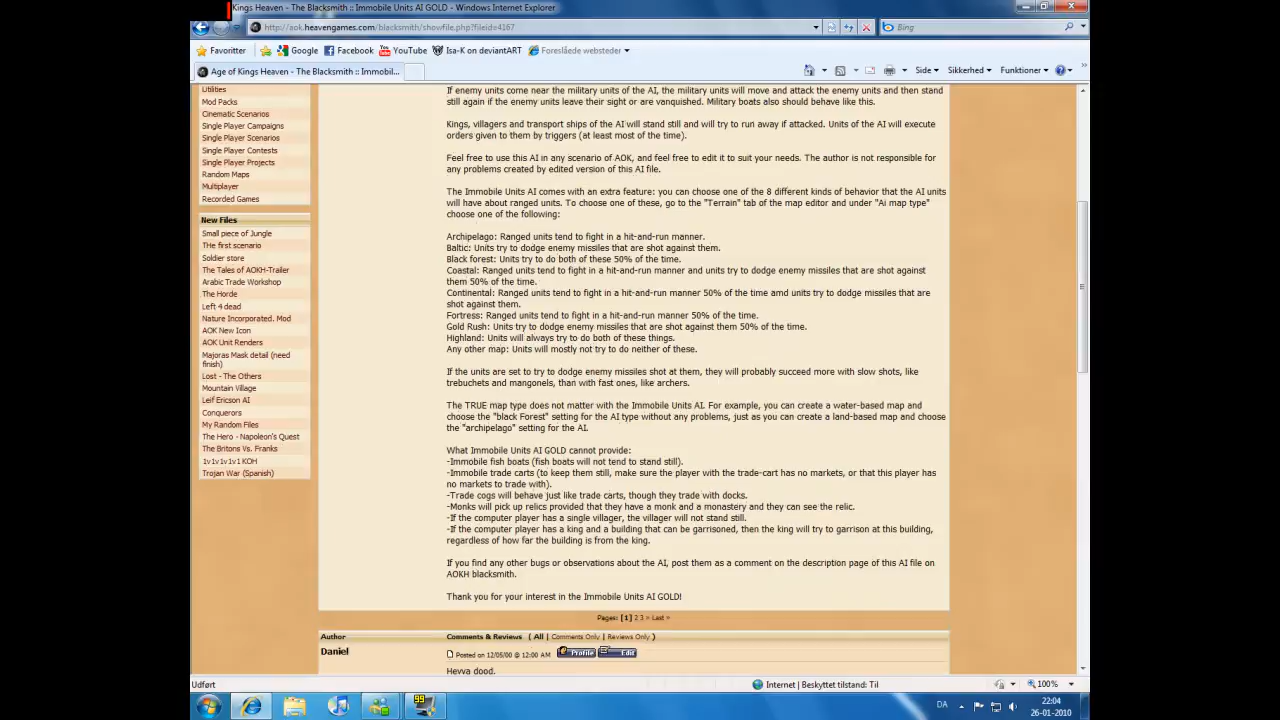 Kings Heaven - The Blacksmith :: Immobile Units AI GOLD - Windows Internet Explorer
http://aok.heavengames.com/blacksmith/showfile.php?fileid=4167
Bing
Favoritter
Google
Facebook
YouTube
Isa-K on deviantART
Foreslåede websteder
Age of Kings Heaven - The Blacksmith :: Immobil...
Side
Sikkerhed
Funktioner
Utilities
Mod Packs
Cinematic Scenarios
Single Player Campaigns
Single Player Scenarios
Single Player Contests
Single Player Projects
Random Maps
Multiplayer
Recorded Games
New Files
Small piece of Jungle
THe first scenario
Soldier store
The Tales of AOKH-Trailer
Arabic Trade Workshop
The Horde
Left 4 dead
Nature Incorporated. Mod
AOK New Icon
AOK Unit Renders
Majoras Mask detail (need
finish)
Lost - The Others
Mountain Village
Leif Ericson AI
Conquerors
My Random Files
The Hero - Napoleon's Quest
The Britons Vs. Franks
1v1v1v1v1 KOH
Trojan War (Spanish)
If enemy units come near the military units of the AI, the military units will move and attack the enemy units and then stand
still again if the enemy units leave their sight or are vanquished. Military boats also should behave like this.
Kings, villagers and transport ships of the AI will stand still and will try to run away if attacked. Units of the AI will execute
orders given to them by triggers (at least most of the time).
Feel free to use this AI in any scenario of AOK, and feel free to edit it to suit your needs. The author is not responsible for
any problems created by edited version of this AI file.
The Immobile Units AI comes with an extra feature: you can choose one of the 8 different kinds of behavior that the AI units
will have about ranged units. To choose one of these, go to the "Terrain" tab of the map editor and under "Ai map type"
choose one of the following:
Archipelago: Ranged units tend to fight in a hit-and-run manner.
Baltic: Units try to dodge enemy missiles that are shot against them.
Black forest: Units try to do both of these 50% of the time.
Coastal: Ranged units tend to fight in a hit-and-run manner and units try to dodge enemy missiles that are shot against
them 50% of the time.
Continental: Ranged units tend to fight in a hit-and-run manner 50% of the time amd units try to dodge missiles that are
shot against them.
Fortress: Ranged units tend to fight in a hit-and-run manner 50% of the time.
Gold Rush: Units try to dodge enemy missiles that are shot against them 50% of the time.
Highland: Units will always try to do both of these things.
Any other map: Units will mostly not try to do neither of these.
If the units are set to try to dodge enemy missiles shot at them, they will probably succeed more with slow shots, like
trebuchets and mangonels, than with fast ones, like archers.
The TRUE map type does not matter with the Immobile Units AI. For example, you can create a water-based map and
choose the "black Forest" setting for the AI type without any problems, just as you can create a land-based map and choose
the "archipelago" setting for the AI.
What Immobile Units AI GOLD cannot provide:
-Immobile fish boats (fish boats will not tend to stand still).
-Immobile trade carts (to keep them still, make sure the player with the trade-cart has no markets, or that this player has
no markets to trade with).
-Trade cogs will behave just like trade carts, though they trade with docks.
-Monks will pick up relics provided that they have a monk and a monastery and they can see the relic.
-If the computer player has a single villager, the villager will not stand still.
-If the computer player has a king and a building that can be garrisoned, then the king will try to garrison at this building,
regardless of how far the building is from the king.
If you find any other bugs or observations about the AI, post them as a comment on the description page of this AI file on
AOKH blacksmith.
Thank you for your interest in the Immobile Units AI GOLD!
Pages: [1] 2 3 > Last »
Author
Comments & Reviews ( All | Comments Only | Reviews Only )
Daniel
Posted on 12/05/00 @ 12:00 AM
Profile
Edit
Hevva dood.
Udført
Internet | Beskyttet tilstand: Til
100%
DA
22:04
26-01-2010